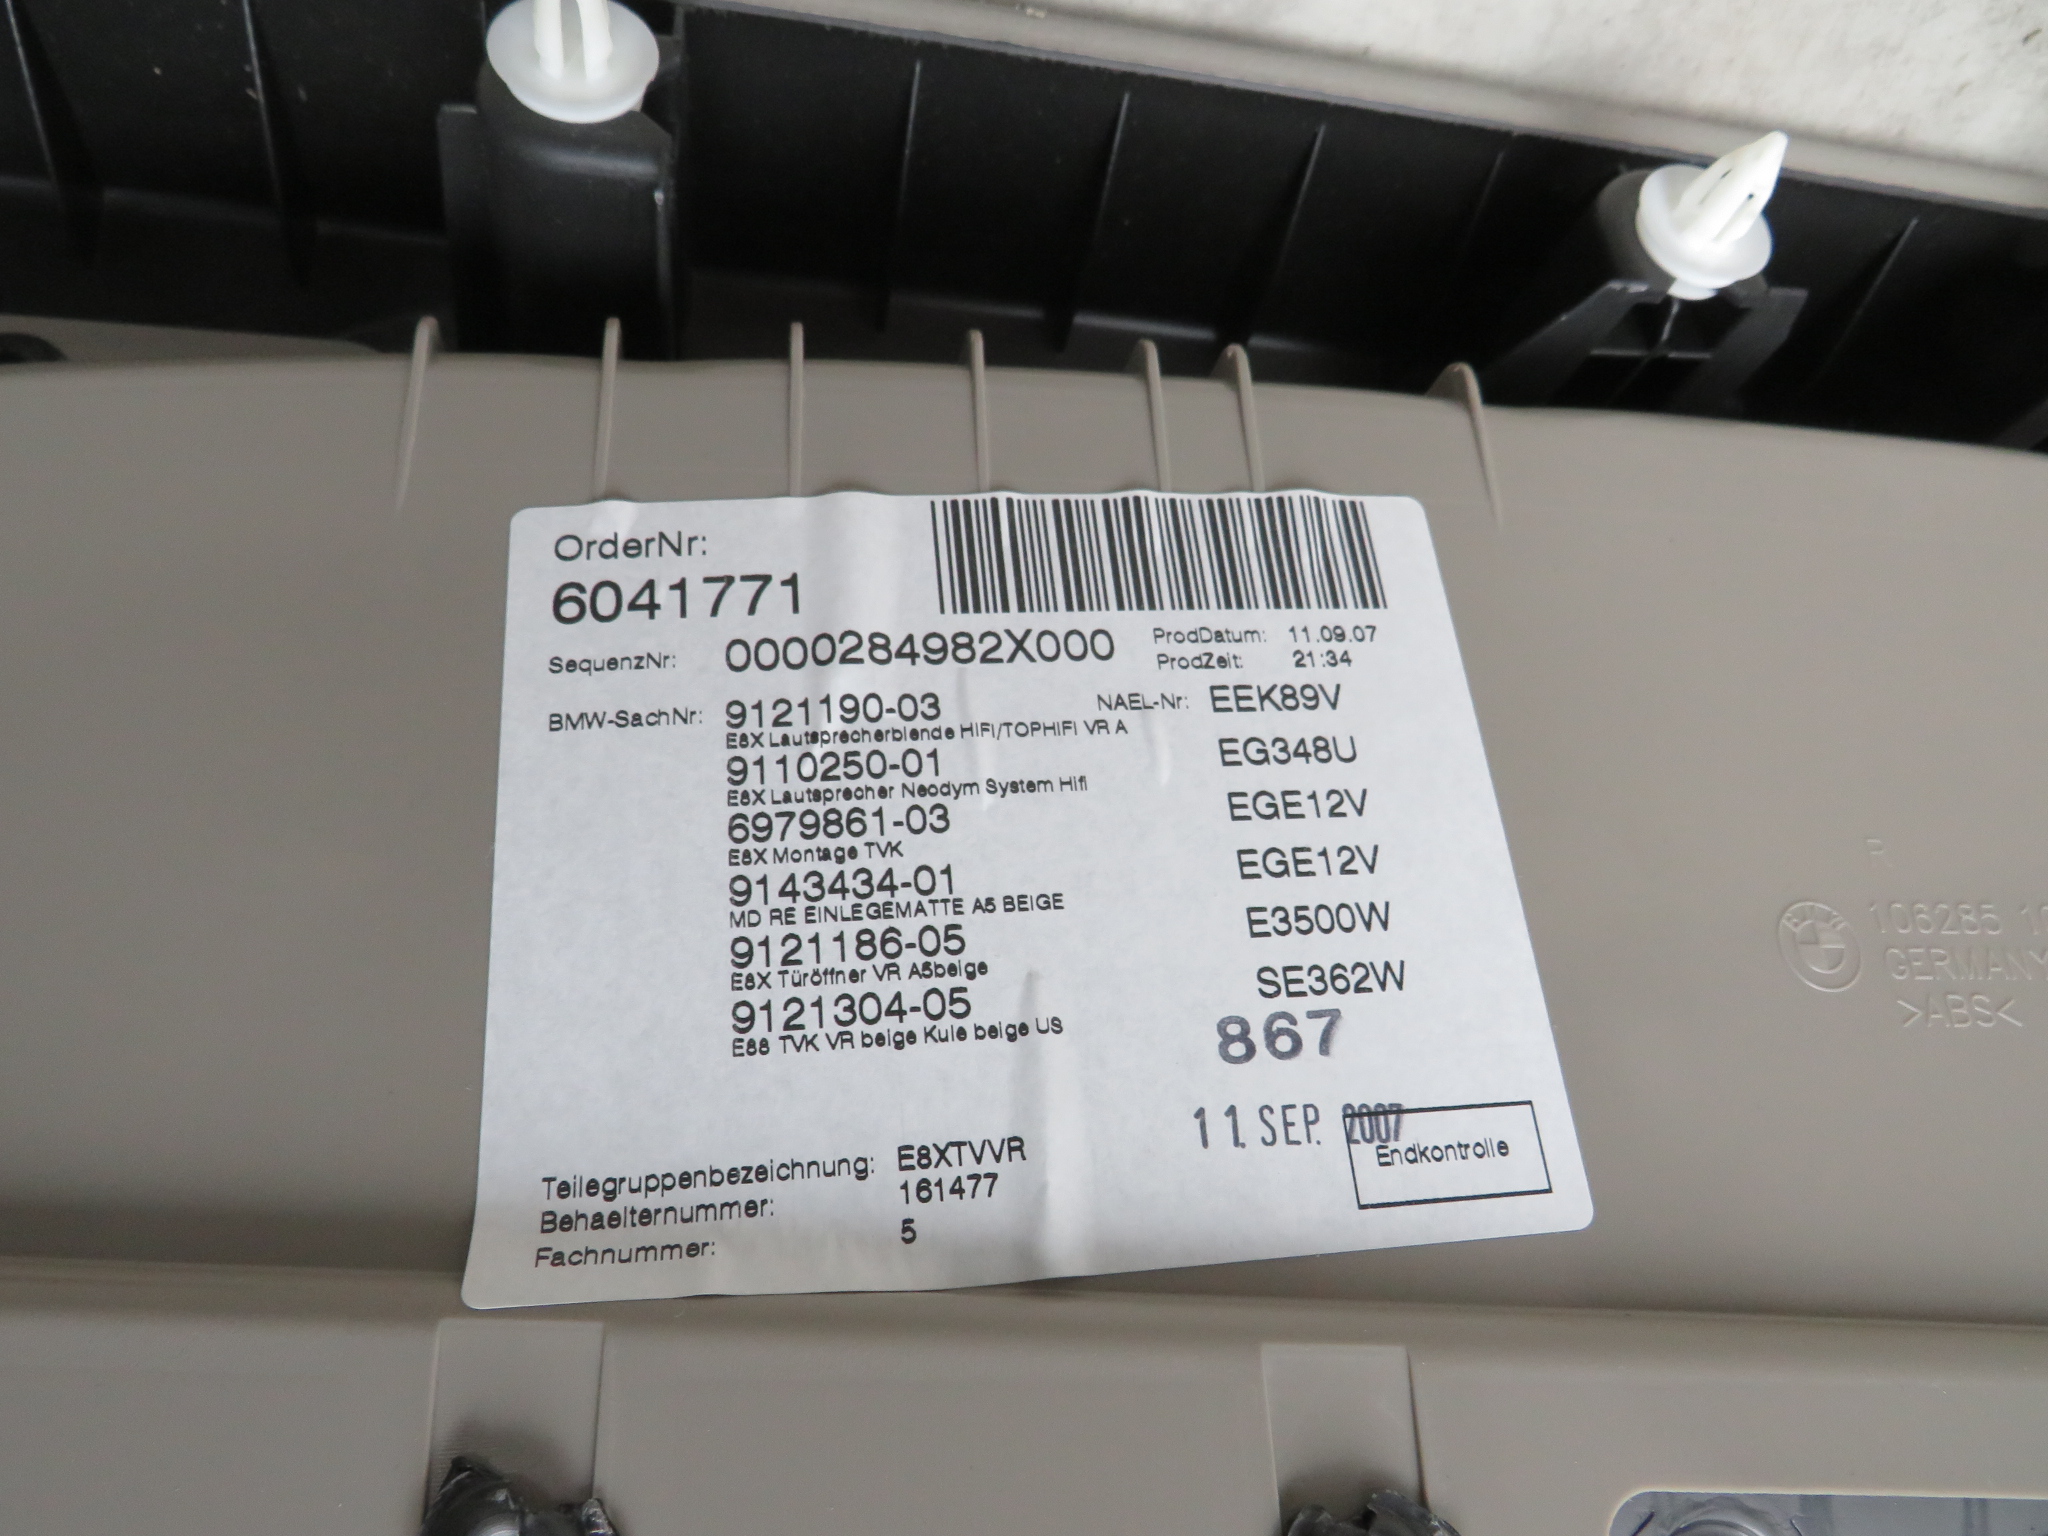 OrderNr:
6041771
SequenzNr: 0000284982X000 ProdDatum: 11.09.07
ProdZeit: 21:34
BMW-SachNr: 9121190-03 NAEL-Nr: EEK89V
E8X Lautsprecherblende HIFI/TOPHIFI VR A
9110250-01 EG348U
E8X Lautsprecher Neodym System Hifi
6979861-03 EGE12V
E8X Montage TVK
9143434-01 EGE12V
MD RE EINLEGEMATTE A5 BEIGE
9121186-05 E3500W
E8X Türöffner VR A5beige
9121304-05 SE362W
E88 TVK VR beige Kule beige US
867
11. SEP. 2007
Endkontrolle
Teilegruppenbezeichnung: E8XTVVR
Behaelternummer: 161477
Fachnummer: 5
BMW
106285 10
GERMANY
>ABS<